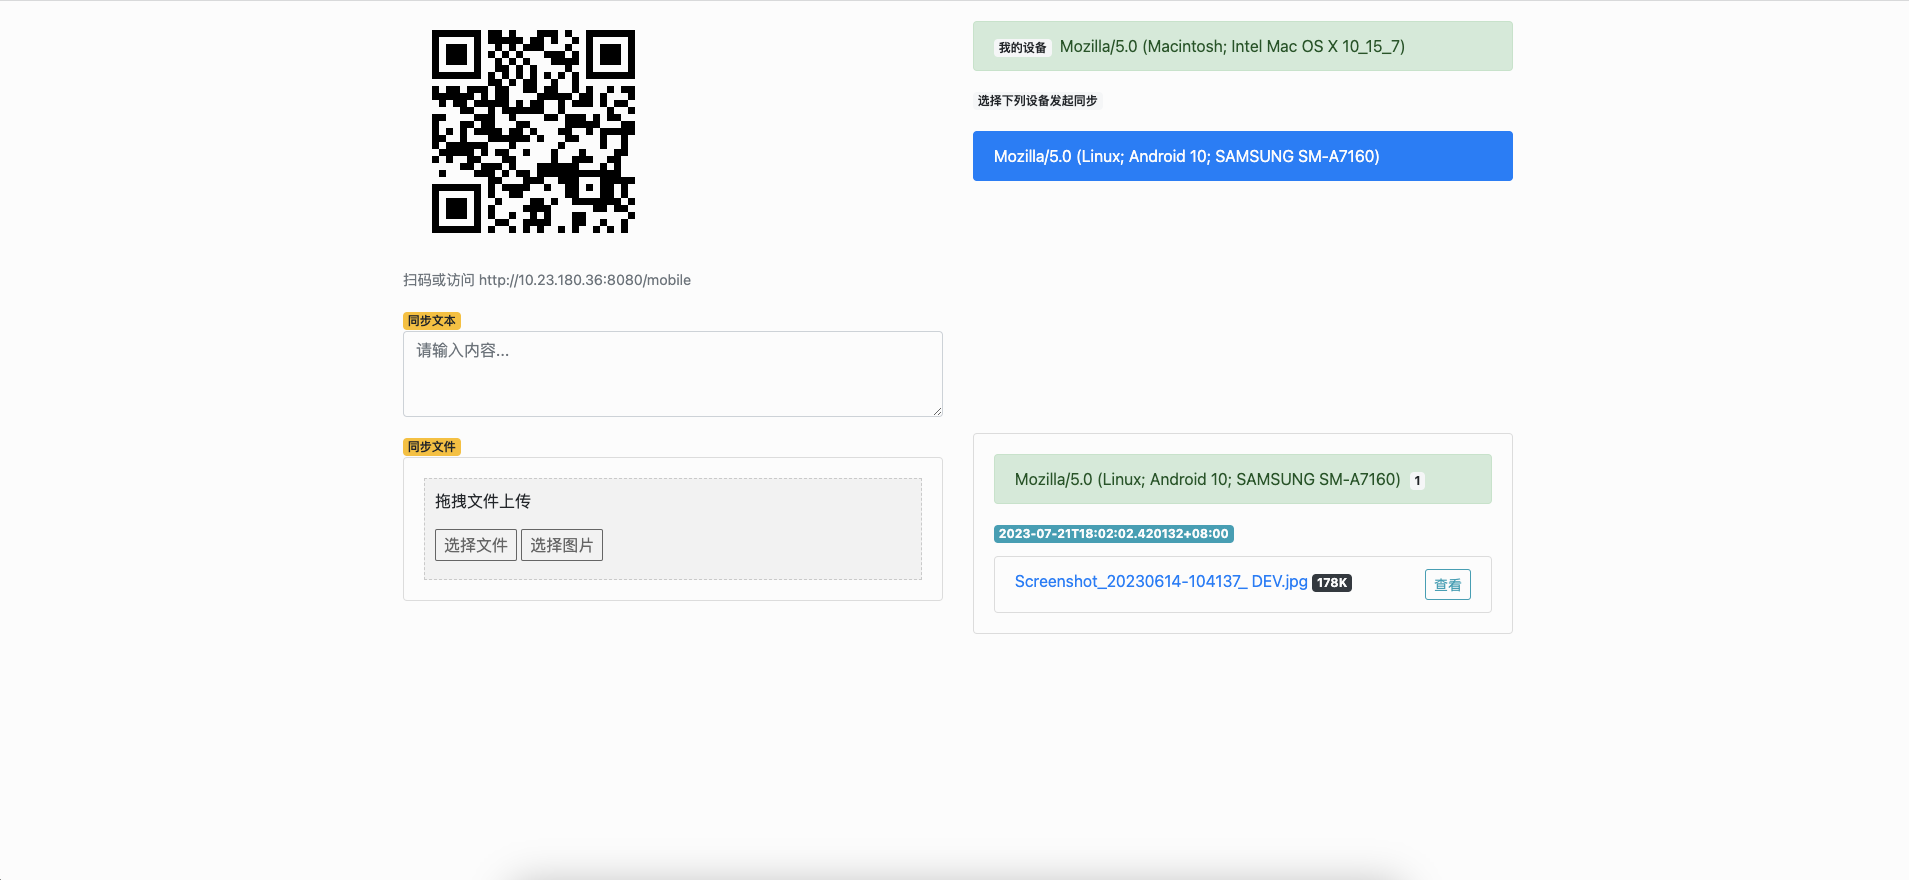 扫码或访问 http://10.23.180.36:8080/mobile
同步文本
请输入内容...
同步文件
拖拽文件上传
选择文件 选择图片
我的设备 Mozilla/5.0 (Macintosh; Intel Mac OS X 10_15_7)
选择下列设备发起同步
Mozilla/5.0 (Linux; Android 10; SAMSUNG SM-A7160)
Mozilla/5.0 (Linux; Android 10; SAMSUNG SM-A7160) 1
2023-07-21T18:02:02.420132+08:00
Screenshot_20230614-104137_ DEV.jpg 178K 查看